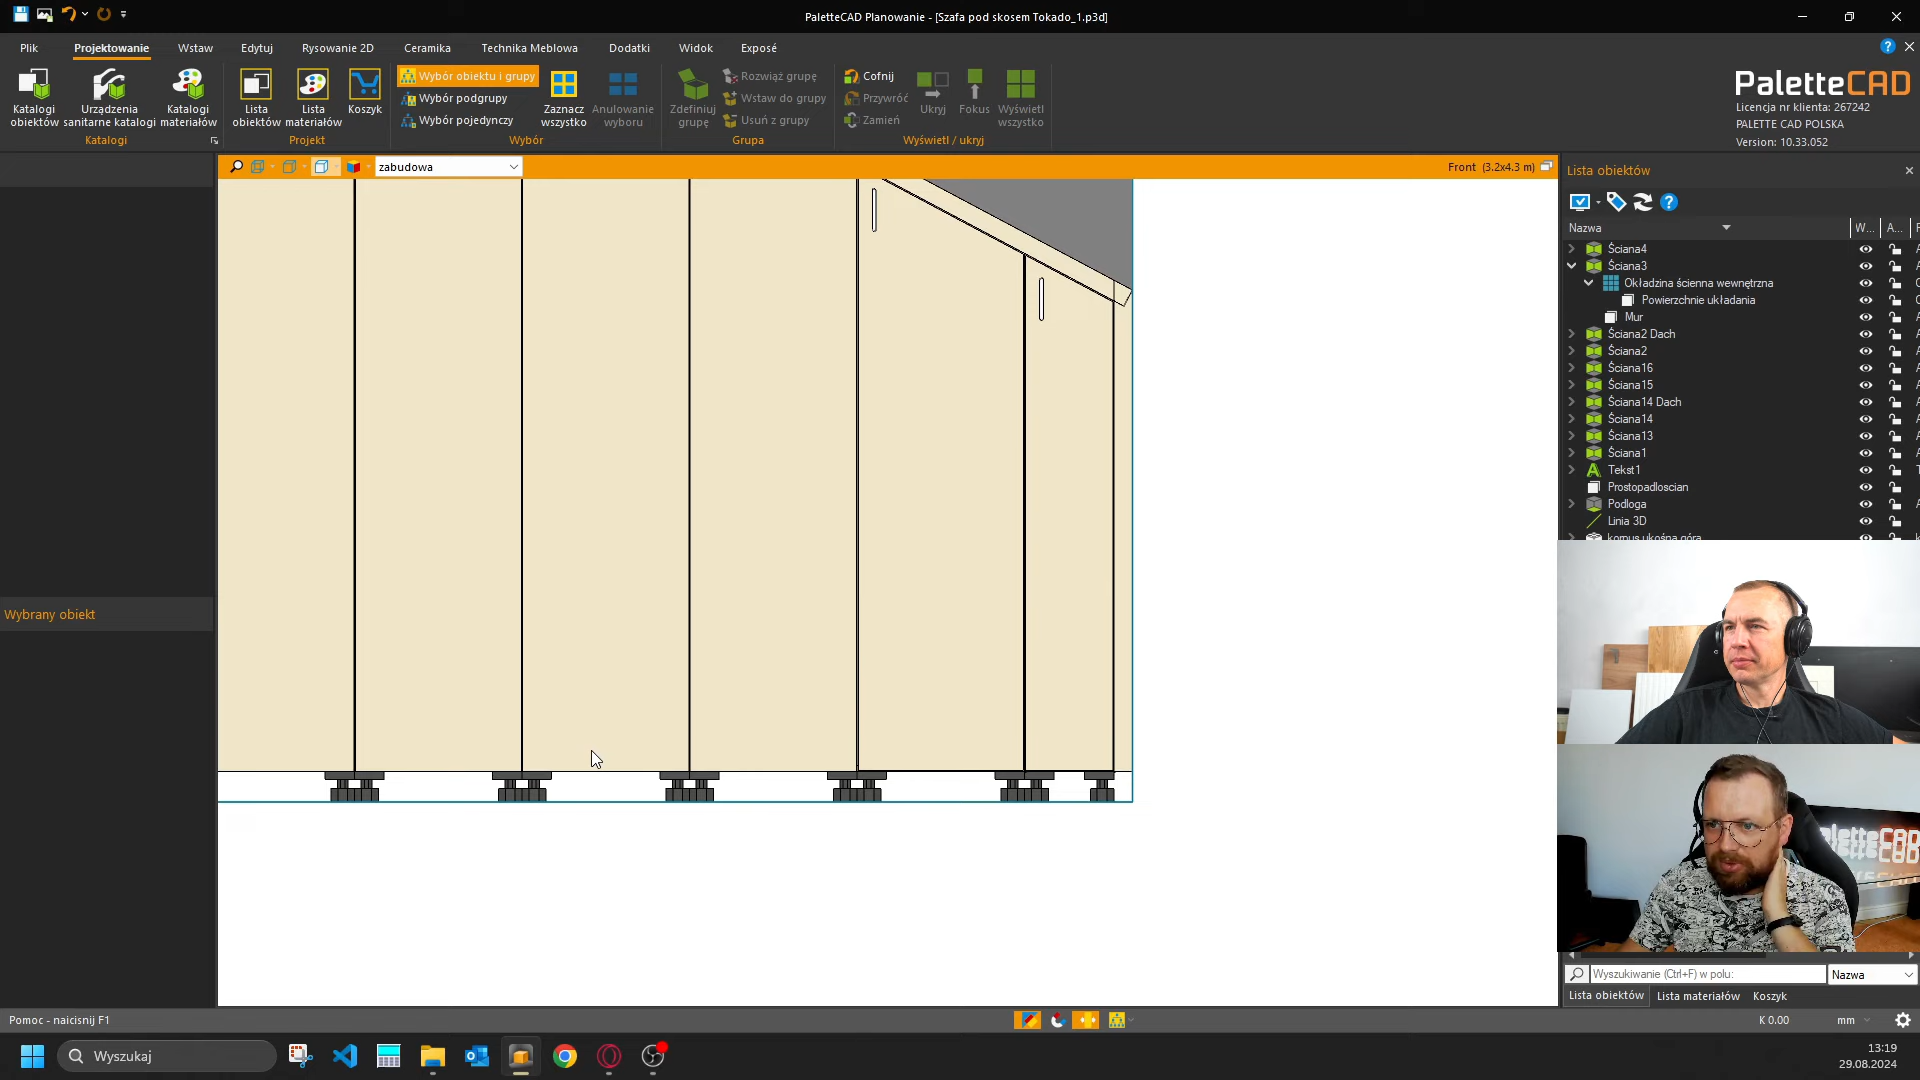 PaletteCAD Planowanie - [Szafa pod skosem Tokado_1.p3d]
Plik Projektowanie Wstaw Edytuj Rysowanie 2D Ceramika Technika Meblowa Dodatki Widok Exposé
Katalogi obiektów
Urządzenia sanitarne katalogi
Katalogi materiałów
Katalogi
Lista obiektów
Lista materiałów
Koszyk
Projekt
Wybór obiektu i grupy
Wybór podgrupy
Wybór pojedynczy
Zaznacz wszystko
Anulowanie wyboru
Wybór
Zdefiniuj grupę
Rozwiąż grupę
Wstaw do grupy
Usuń z grupy
Grupa
Cofnij
Przywróć
Zamień
Ukryj
Fokus
Wyświetl wszystko
Wyświetl / ukryj
PaletteCAD
Licencja nr klienta: 267242
PALETTE CAD POLSKA
Version: 10.33.052
zabudowa
Front (3.2x4.3 m)
Lista obiektów
Nazwa W... A...
Ściana4
Ściana3
Okładzina ścienna wewnętrzna
Powierzchnie układania
Mur
Ściana2 Dach
Ściana2
Ściana16
Ściana15
Ściana14 Dach
Ściana14
Ściana13
Ściana1
Tekst1
Prostopadloscian
Podloga
Linia 3D
korpus ukośna góra
Wybrany obiekt
Wyszukiwanie (Ctrl+F) w polu: Nazwa
Lista obiektów Lista materiałów Koszyk
Pomoc - naicisnij F1
K 0.00 mm
Wyszukaj
13:19
29.08.2024